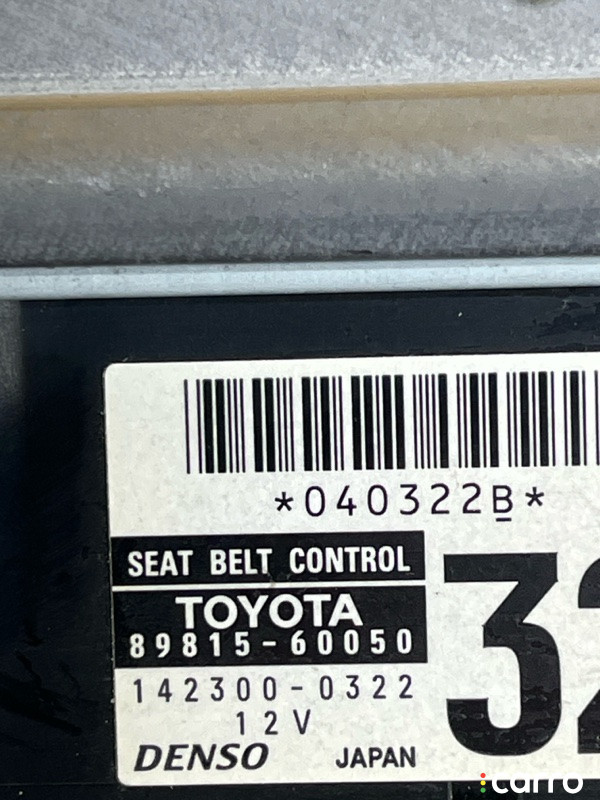 *040322B*
SEAT BELT CONTROL
TOYOTA
89815-60050
142300-0322
12V
DENSO JAPAN
32
carro